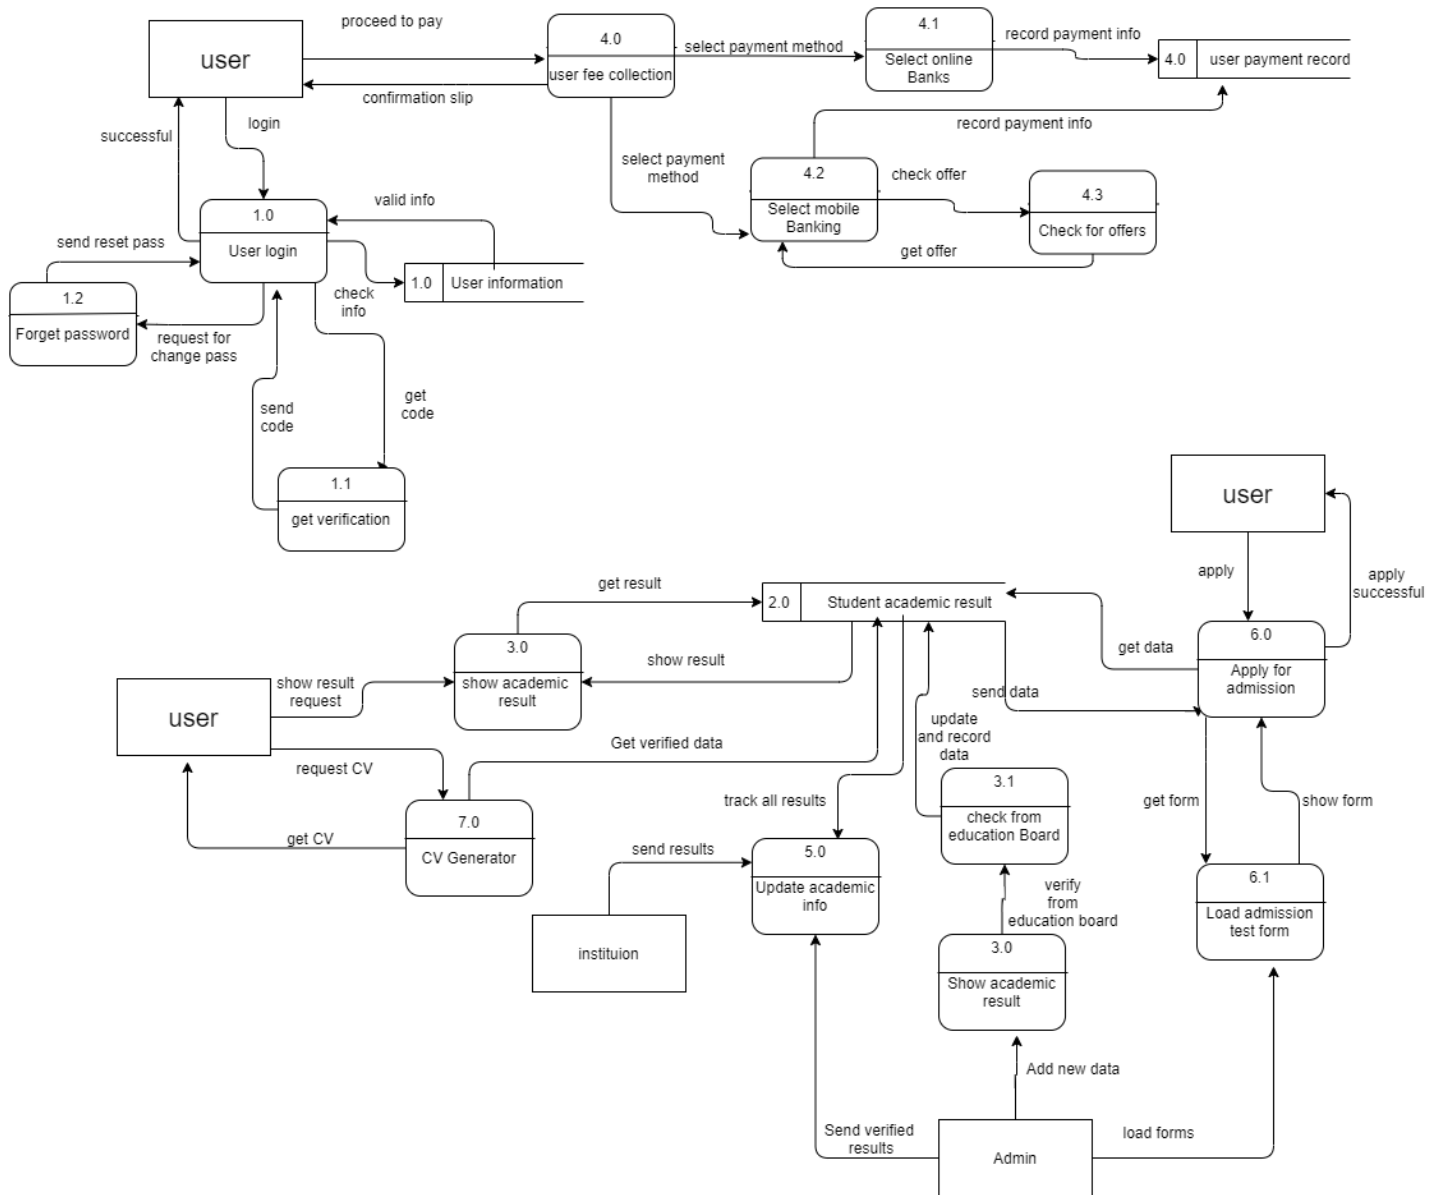 proceed to pay
user
4.0
user fee collection
select payment method
4.1
Select online
Banks
record payment info
4.0
user payment record
confirmation slip
successful
login
record payment info
select payment
method
4.2
Select mobile
Banking
check offer
4.3
Check for offers
get offer
1.0
User login
valid info
send reset pass
1.0
User information
check
info
1.2
Forget password
request for
change pass
send
code
get
code
1.1
get verification
user
apply
apply
successful
get result
2.0
Student academic result
6.0
Apply for
admission
get data
3.0
show academic
result
show result
send data
user
show result
request
update
and record
data
Get verified data
request CV
3.1
check from
education Board
get form
show form
track all results
7.0
CV Generator
get CV
send results
5.0
Update academic
info
6.1
Load admission
test form
verify
from
education board
instituion
3.0
Show academic
result
Add new data
Send verified
results
Admin
load forms